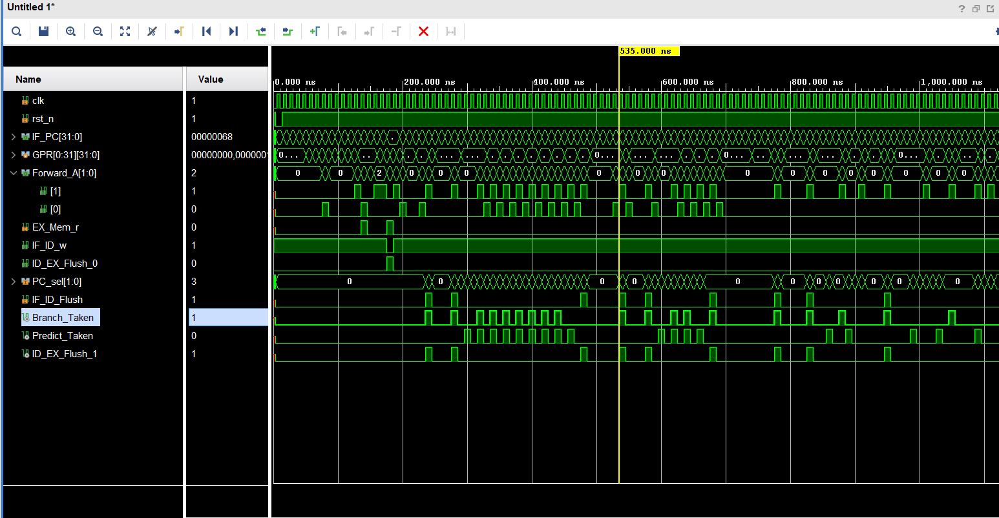 Untitled 1*
?
535.000 ns
Name Value
0.000 ns 200.000 ns 400.000 ns 600.000 ns 800.000 ns 1,000.000 ns
clk 1
rst_n 1
IF_PC[31:0] 00000068 .
GPR[0:31][31:0] 00000000,0000001 0... .. . . ... ... . . . . 0... ... ... . . 0... . ... ... . . 0... . .. ... .
Forward_A[1:0] 2 0 0 2 0 0 0 0 0 0 0 0 0 0 0 0 0 0
[1] 1
[0] 0
EX_Mem_r 0
IF_ID_w 1
ID_EX_Flush_0 0
PC_sel[1:0] 3 0 0 0 0 0 0 0 0 0 0 0
IF_ID_Flush 1
Branch_Taken 1
Predict_Taken 0
ID_EX_Flush_1 1